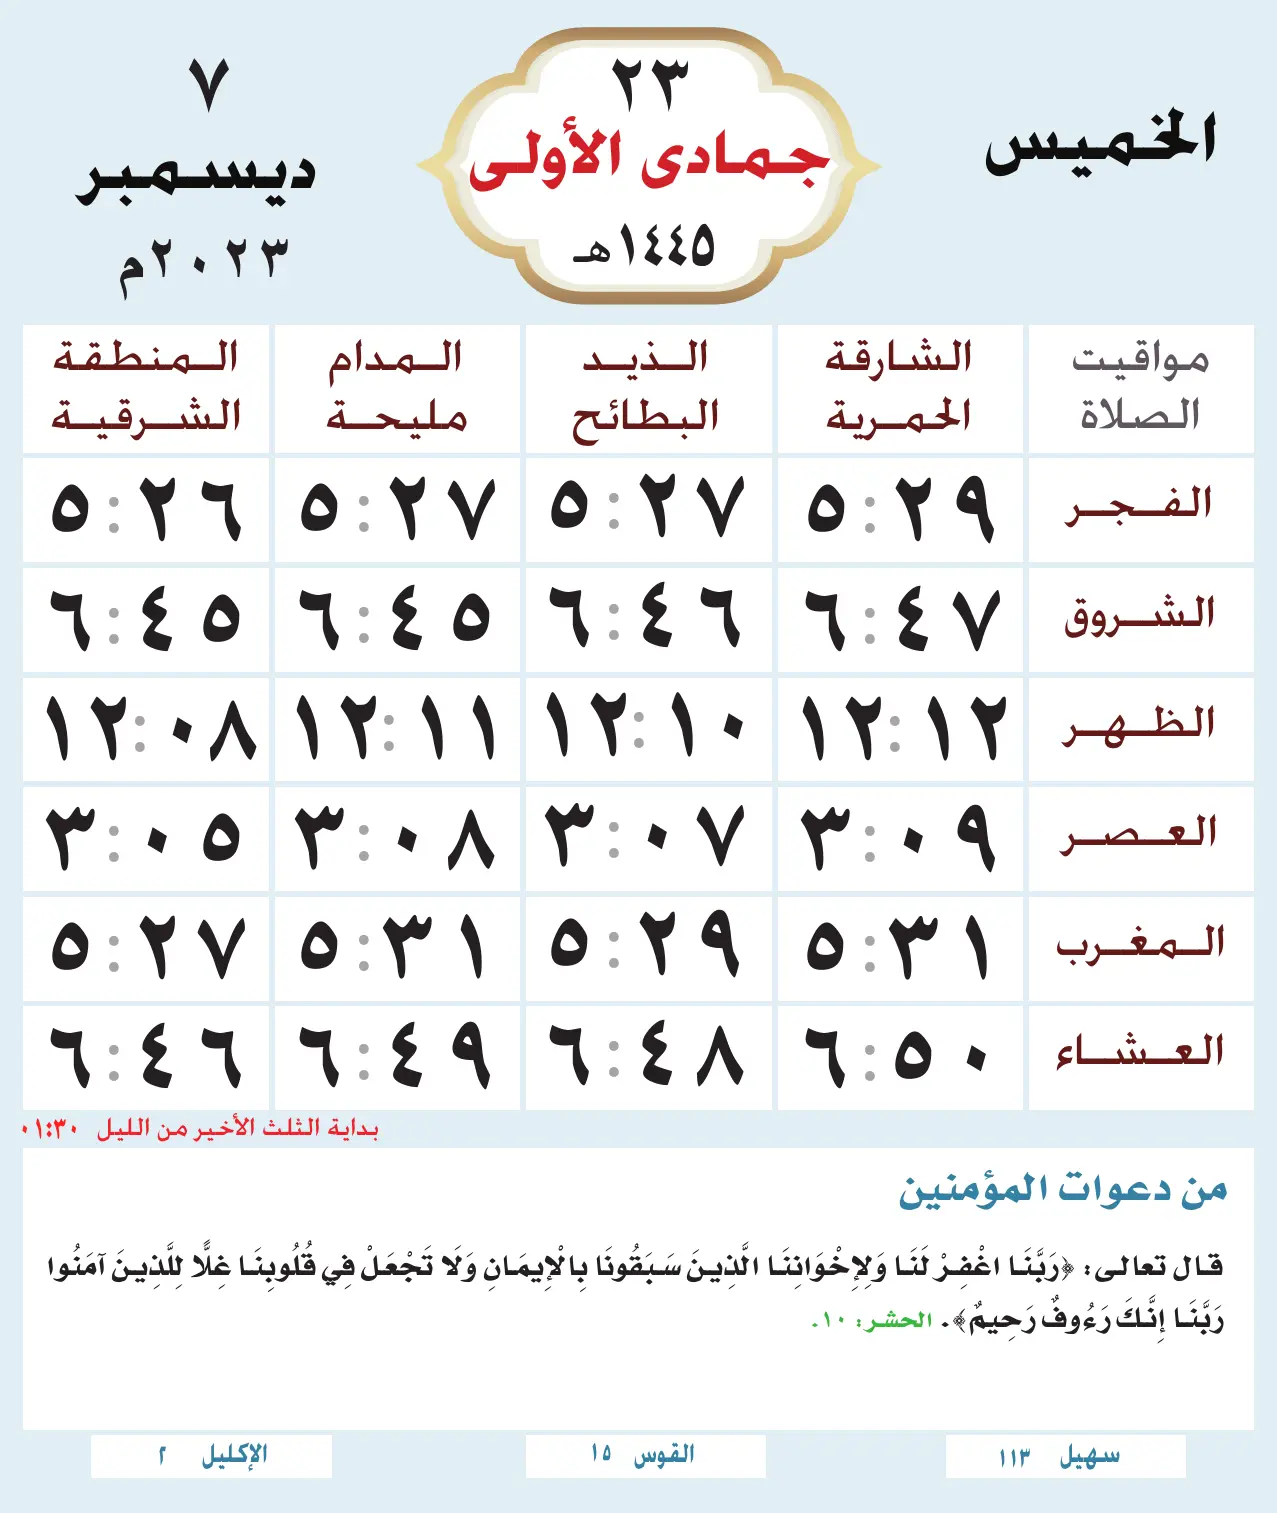 الخميس
٢٣
جمادى الأولى
١٤٤٥هـ
٧
ديسمبر
٢٠٢٣م
مواقيت الصلاة
الشارقة الحمرية
الذيد البطائح
المدام مليحة
المنطقة الشرقية
الفجر ٥:٢٩ ٥:٢٧ ٥:٢٧ ٥:٢٦
الشروق ٦:٤٧ ٦:٤٦ ٦:٤٥ ٦:٤٥
الظهر ١٢:١٢ ١٢:١٠ ١٢:١١ ١٢:٠٨
العصر ٣:٠٩ ٣:٠٧ ٣:٠٨ ٣:٠٥
المغرب ٥:٣١ ٥:٢٩ ٥:٣١ ٥:٢٧
العشاء ٦:٥٠ ٦:٤٨ ٦:٤٩ ٦:٤٦
بداية الثلث الأخير من الليل ٠١:٣٠
من دعوات المؤمنين
قال تعالى: ﴿رَبَّنَا اغْفِرْ لَنَا وَلِإِخْوَانِنَا الَّذِينَ سَبَقُونَا بِالْإِيمَانِ وَلَا تَجْعَلْ فِي قُلُوبِنَا غِلًّا لِلَّذِينَ آمَنُوا
رَبَّنَا إِنَّكَ رَءُوفٌ رَحِيمٌ﴾. الحشر: ١٠.
سهيل ١١٣
القوس ١٥
الإكليل ٢